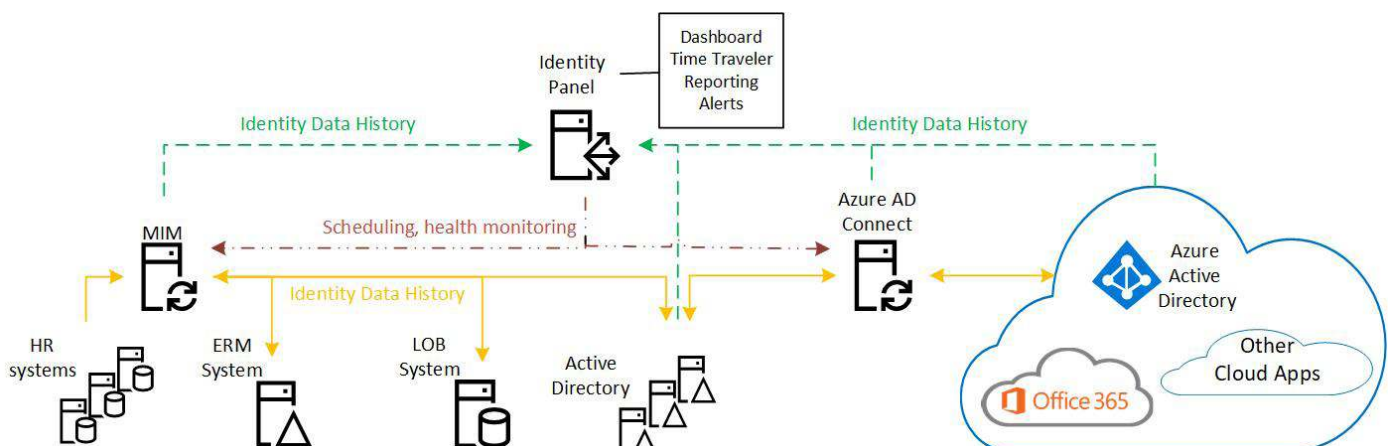 Dashboard
Time Traveler
Reporting
Alerts
Identity
Panel
Identity Data History
Identity Data History
Scheduling, health monitoring
MIM
Azure AD
Connect
Identity Data History
Azure
Active
Directory
HR
systems
ERM
System
LOB
System
Active
Directory
Office 365
Other
Cloud Apps